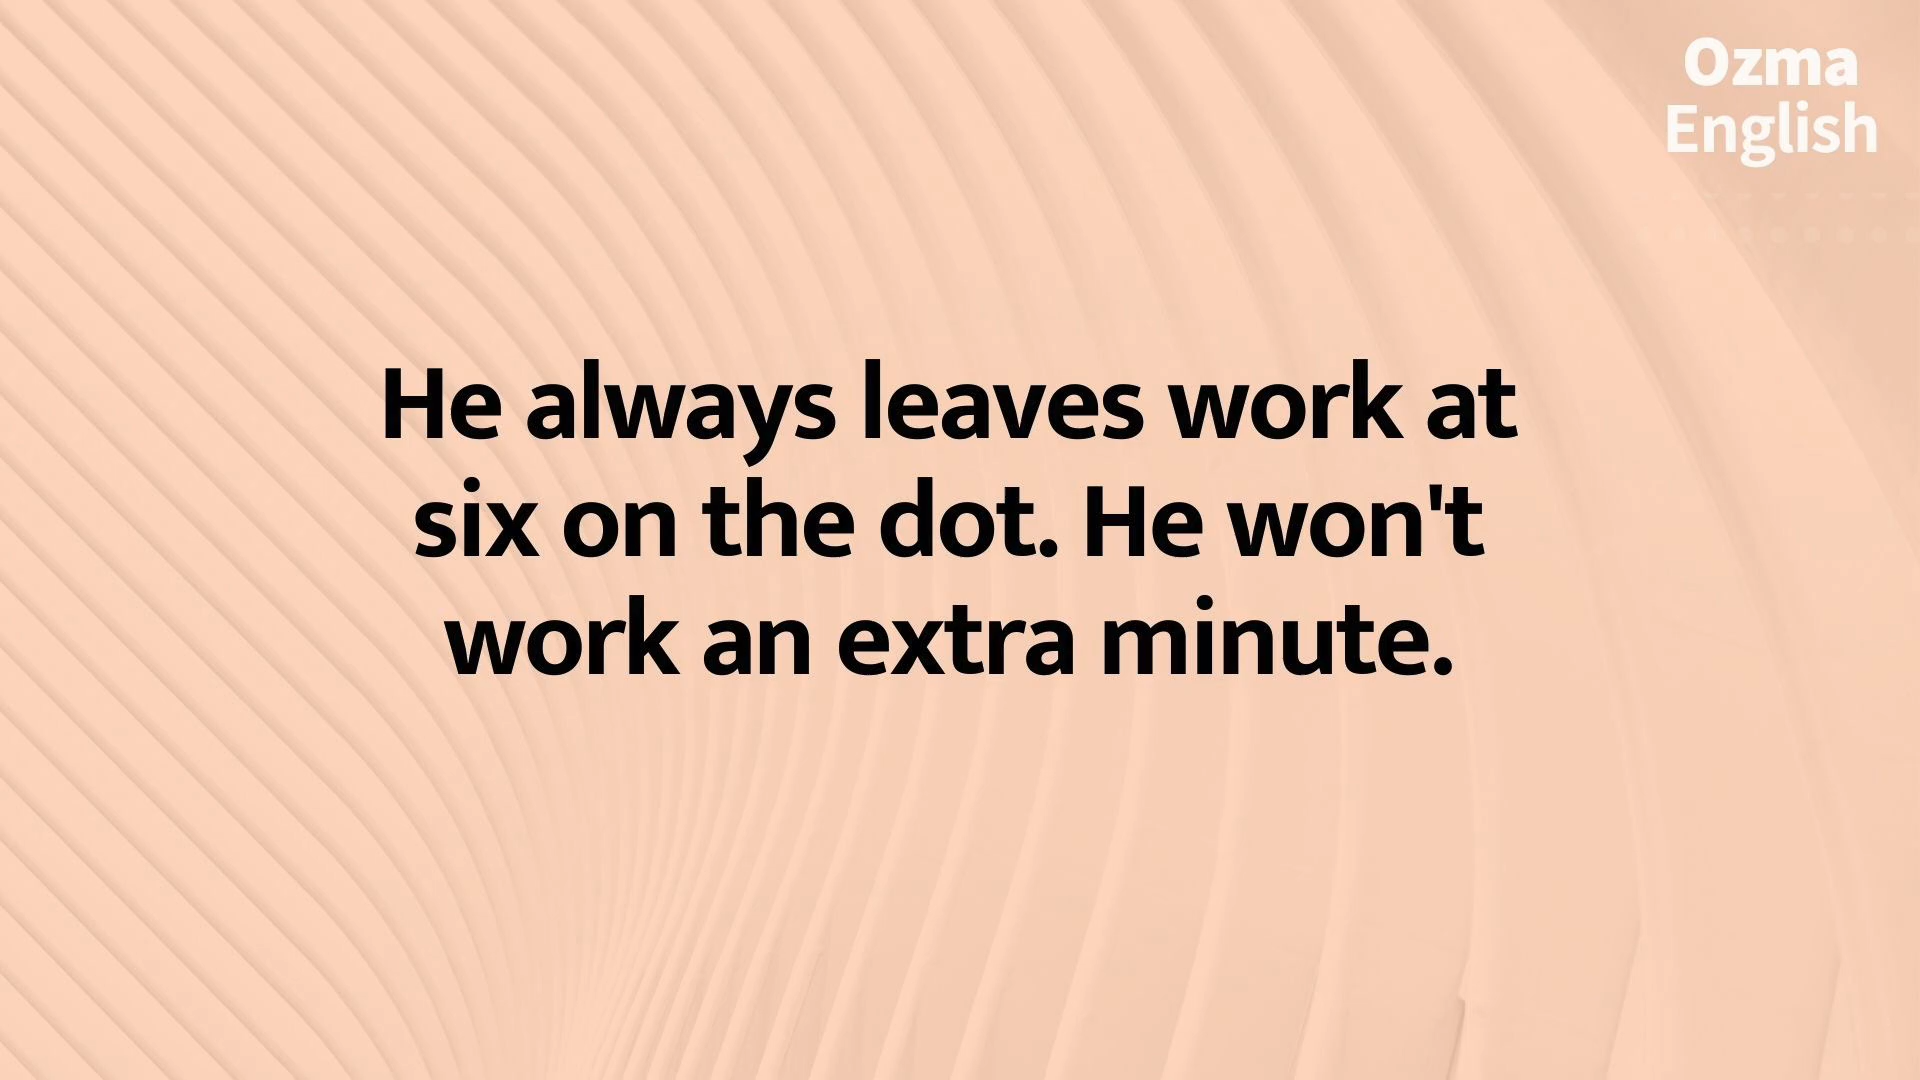 Ozma
English
He always leaves work at
six on the dot. He won't
work an extra minute.